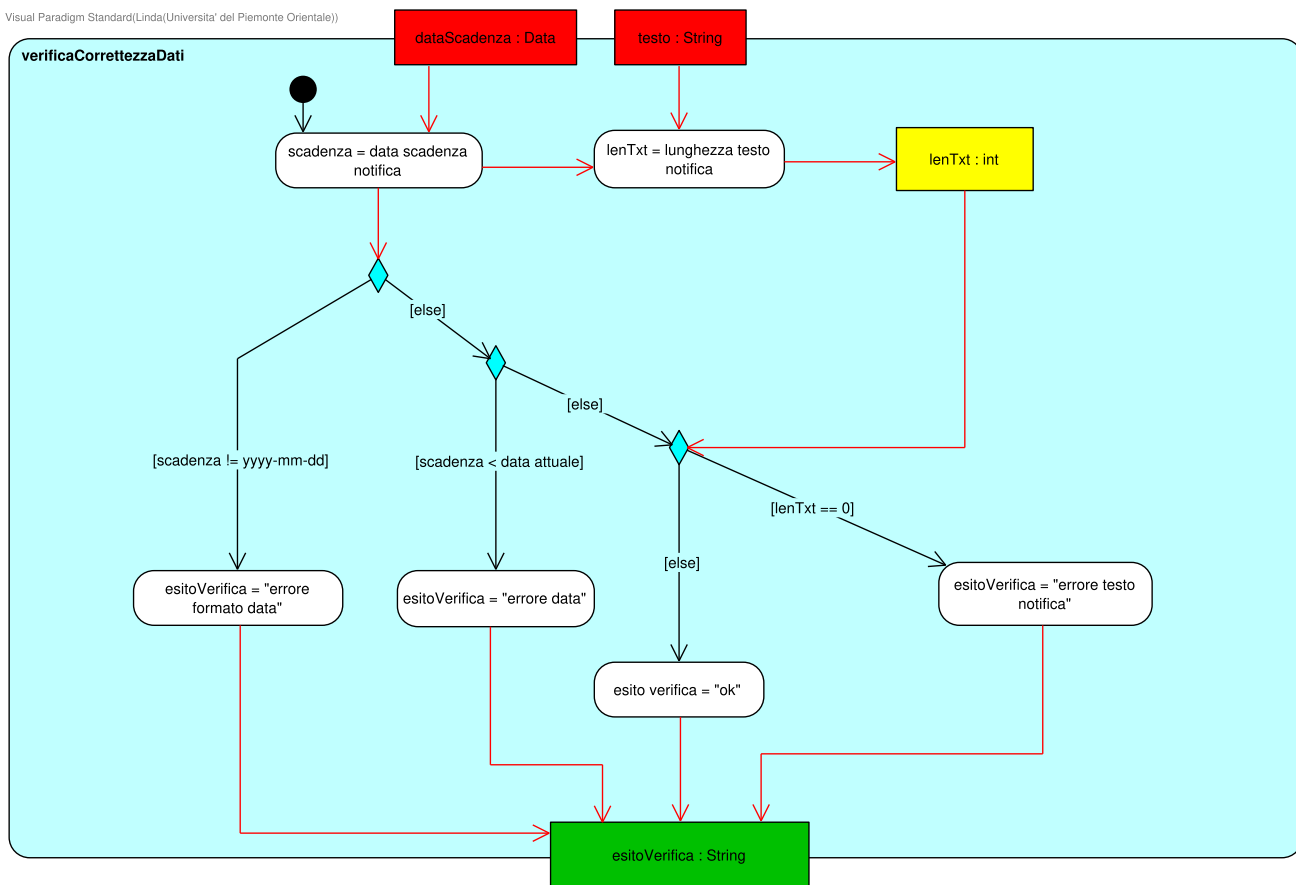 Visual Paradigm Standard(Linda(Universita' del Piemonte Orientale))
dataScadenza : Data
testo : String
verificaCorrettezzaDati
scadenza = data scadenza
notifica
lenTxt = lunghezza testo
notifica
lenTxt : int
[else]
[else]
[scadenza != yyyy-mm-dd]
[scadenza < data attuale]
[lenTxt == 0]
[else]
esitoVerifica = "errore
formato data"
esitoVerifica = "errore data"
esitoVerifica = "errore testo
notifica"
esito verifica = "ok"
esitoVerifica : String